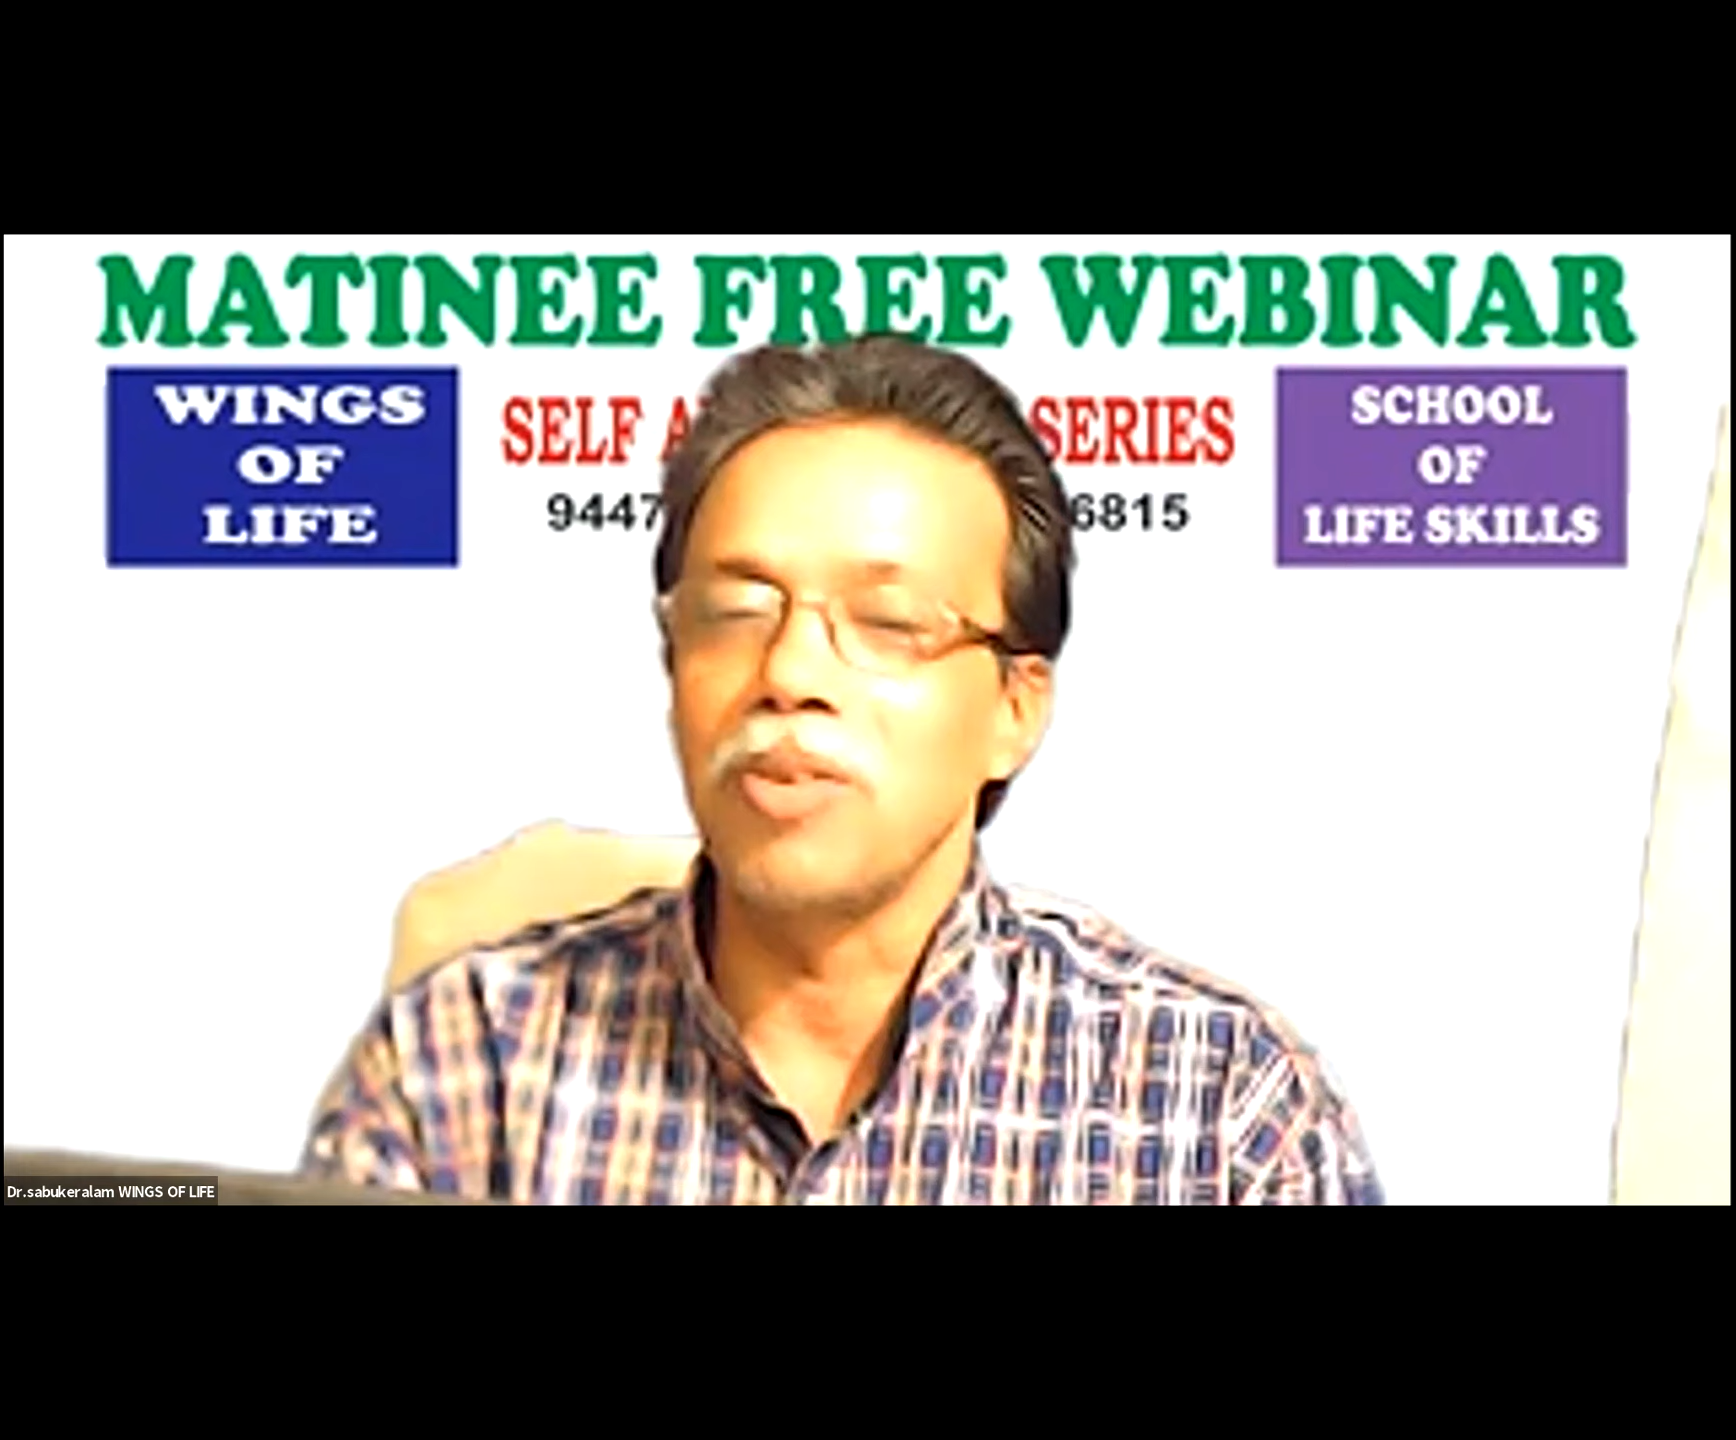 MATINEE FREE WEBINAR
WINGS
OF
LIFE
SELF SERIES
9447 6815
SCHOOL
OF
LIFE SKILLS
Dr.sabukeralam WINGS OF LIFE